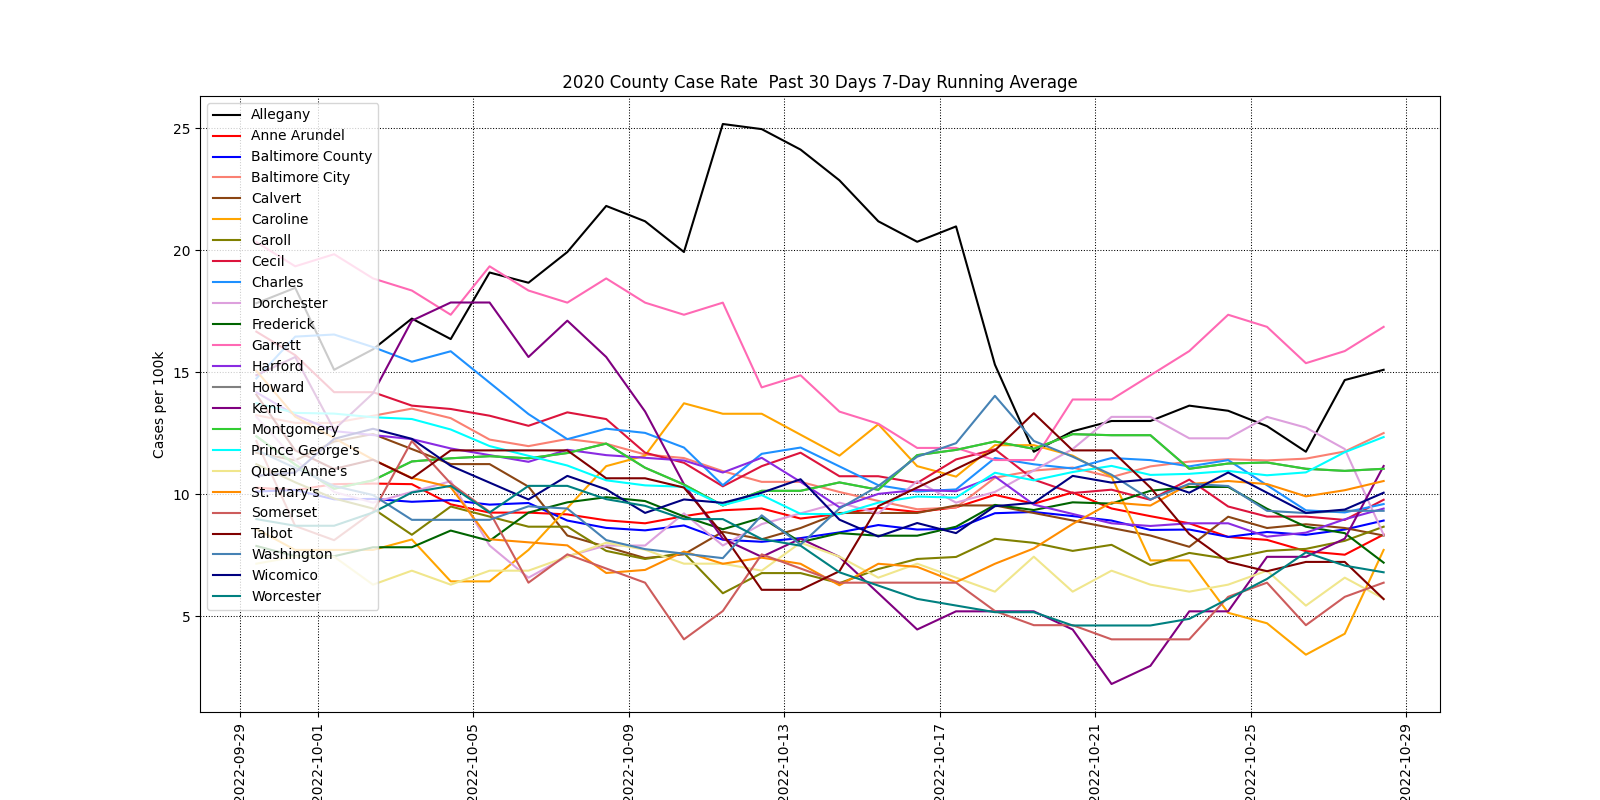 2020 County Case Rate  Past 30 Days 7-Day Running Average
Cases per 100k
25
20
15
10
5
Allegany
Anne Arundel
Baltimore County
Baltimore City
Calvert
Caroline
Caroll
Cecil
Charles
Dorchester
Frederick
Garrett
Harford
Howard
Kent
Montgomery
Prince George's
Queen Anne's
St. Mary's
Somerset
Talbot
Washington
Wicomico
Worcester
2022-09-29
2022-10-01
2022-10-05
2022-10-09
2022-10-13
2022-10-17
2022-10-21
2022-10-25
2022-10-29